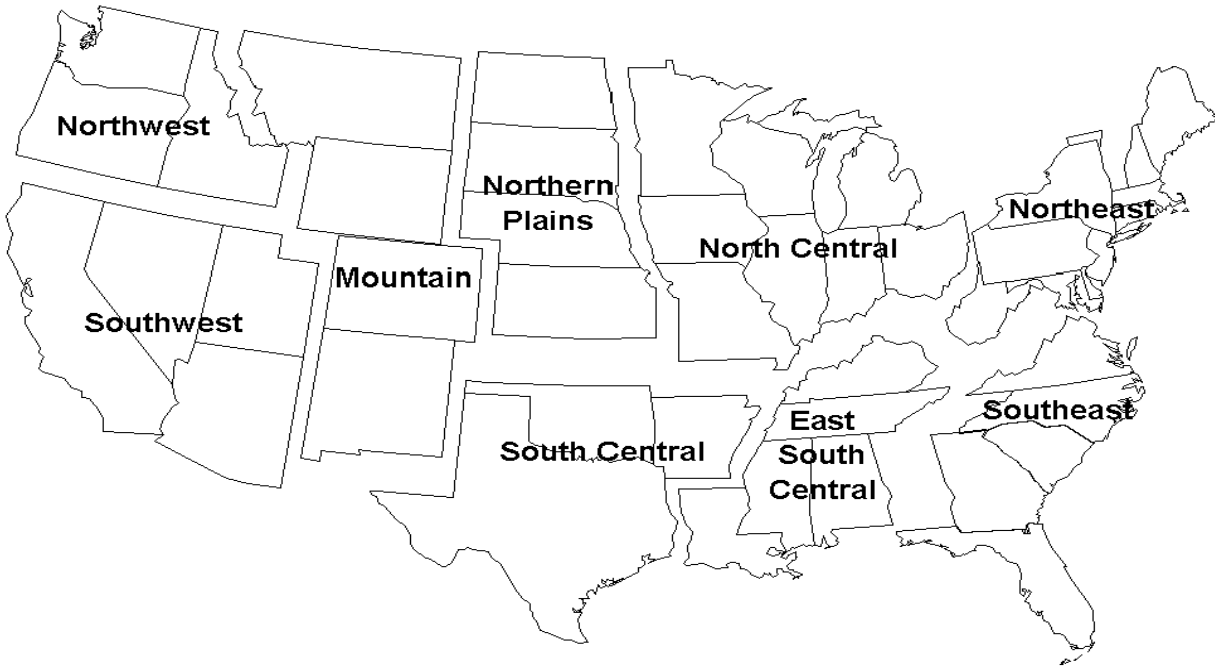 Northwest
Northern
Plains
Northeast
North Central
Mountain
Southwest
East
South
Central
Southeast
South Central